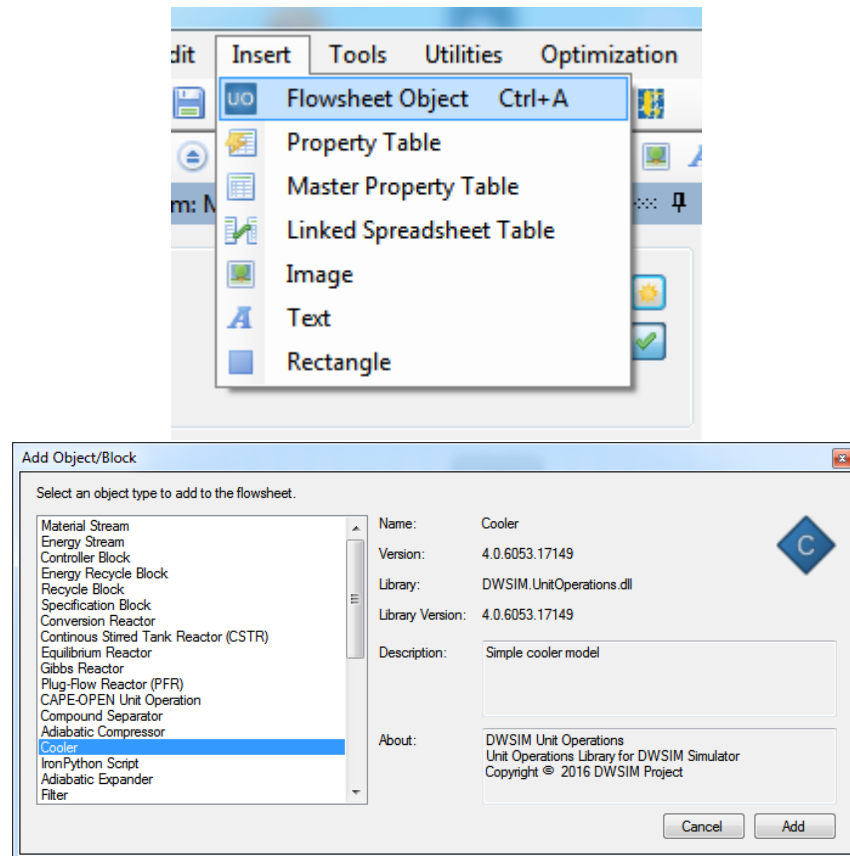 dit Insert Tools Utilities Optimization
UO Flowsheet Object Ctrl+A
Property Table
m: M
Master Property Table
Linked Spreadsheet Table
Image
A Text
Rectangle
Add Object/Block
Select an object type to add to the flowsheet.
Material Stream
Energy Stream
Controller Block
Energy Recycle Block
Recycle Block
Specification Block
Conversion Reactor
Continous Stirred Tank Reactor (CSTR)
Equilibrium Reactor
Gibbs Reactor
Plug-Flow Reactor (PFR)
CAPE-OPEN Unit Operation
Compound Separator
Adiabatic Compressor
Cooler
IronPython Script
Adiabatic Expander
Filter
Name: Cooler
Version: 4.0.6053.17149
Library: DWSIM.UnitOperations.dll
Library Version: 4.0.6053.17149
Description: Simple cooler model
About: DWSIM Unit Operations
Unit Operations Library for DWSIM Simulator
Copyright © 2016 DWSIM Project
C
Cancel Add